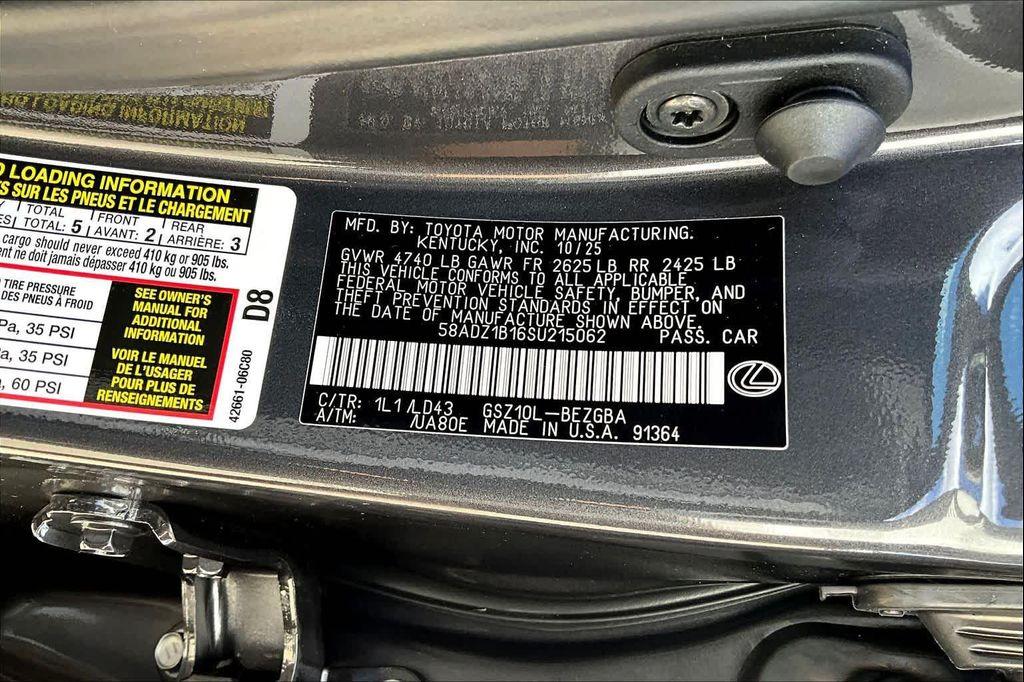 LOADING INFORMATION
S SUR LES PNEUS ET LE CHARGEMENT
TOTAL FRONT REAR
TOTAL: 5 AVANT: 2 ARRIÈRE: 3
cargo should never exceed 410 kg or 905 lbs.
ne doit jamais dépasser 410 kg ou 905 lbs.
TIRE PRESSURE
DES PNEUS À FROID
Pa, 35 PSI
a, 35 PSI
, 60 PSI
SEE OWNER'S
MANUAL FOR
ADDITIONAL
INFORMATION
VOIR LE MANUEL
DE L'USAGER
POUR PLUS DE
RENSEIGNEMENTS
D8
42661-06C80
MFD. BY: TOYOTA MOTOR MANUFACTURING.
KENTUCKY, INC. 10/25
GVWR 4740 LB GAWR FR 2625 LB RR 2425 LB
THIS VEHICLE CONFORMS TO ALL APPLICABLE
FEDERAL MOTOR VEHICLE SAFETY, BUMPER, AND
THEFT PREVENTION STANDARDS IN EFFECT ON
THE DATE OF MANUFACTURE SHOWN ABOVE.
58ADZ1B16SU215062 PASS. CAR
C/TR: 1L1/LD43 GSZ10L-BEZGBA
A/TM: /UA80E MADE IN U.S.A. 91364